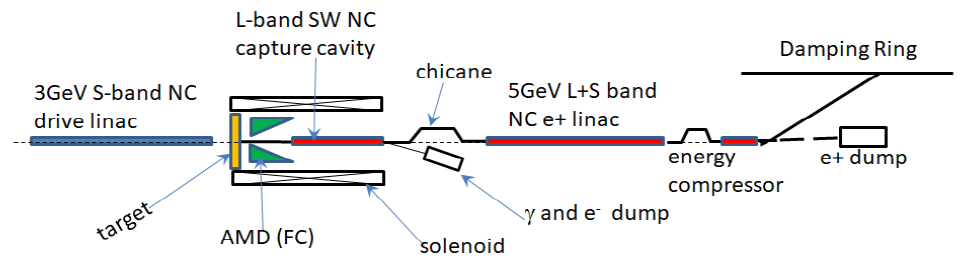 L-band SW NC
capture cavity
Damping Ring
chicane
3GeV S-band NC
drive linac
5GeV L+S band
NC e+ linac
energy
compressor
e+ dump
target
AMD (FC)
solenoid
γ and e⁻ dump